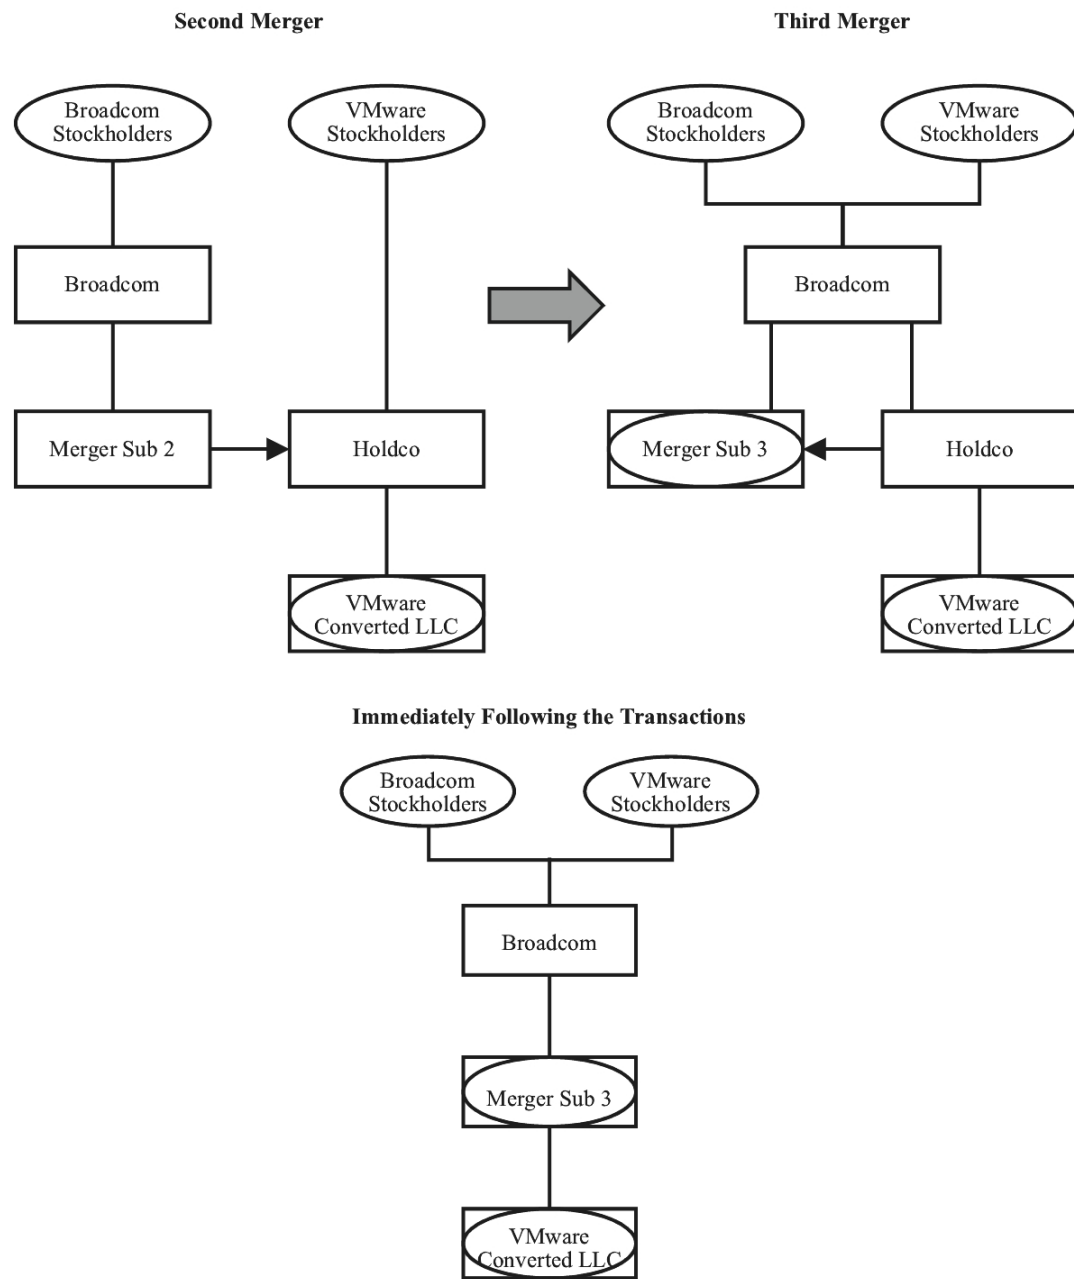 Second Merger
Broadcom
Stockholders
VMware
Stockholders
Broadcom
Merger Sub 2
Holdco
VMware
Converted LLC
Third Merger
Broadcom
Stockholders
VMware
Stockholders
Broadcom
Merger Sub 3
Holdco
VMware
Converted LLC
Immediately Following the Transactions
Broadcom
Stockholders
VMware
Stockholders
Broadcom
Merger Sub 3
VMware
Converted LLC